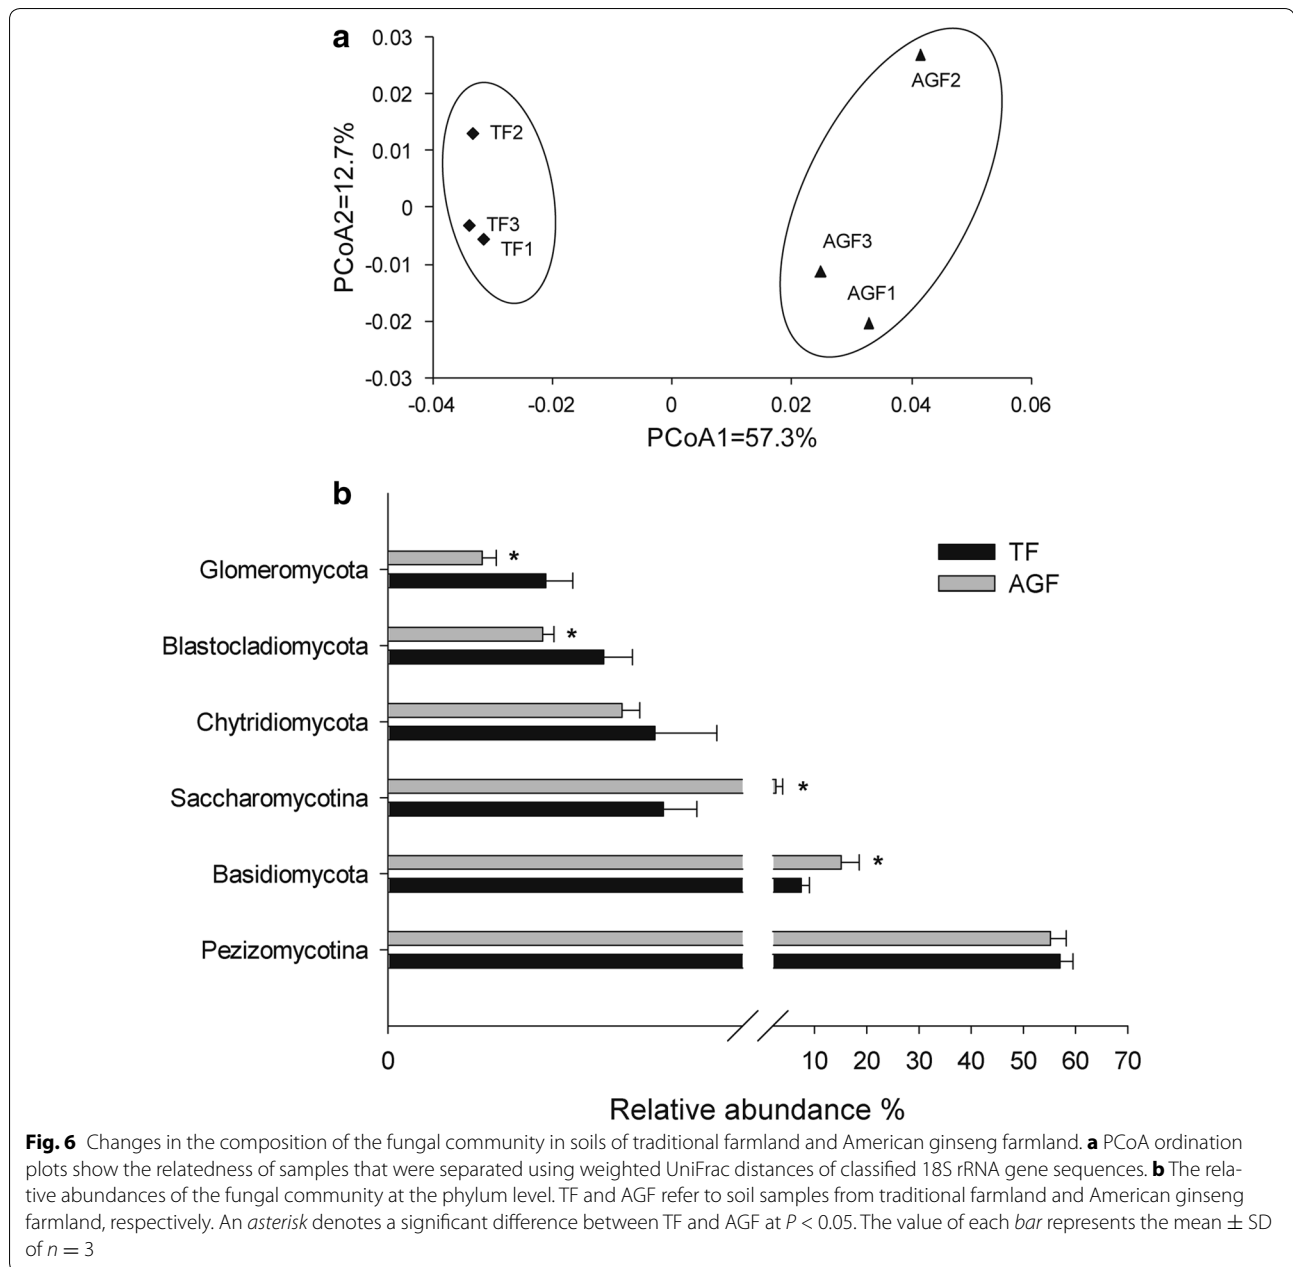 a
0.03
0.02
0.01
0
-0.01
-0.02
-0.03
PCoA2=12.7%
TF2
TF3
TF1
AGF2
AGF3
AGF1
-0.04 -0.02 0 0.02 0.04 0.06
PCoA1=57.3%
b
TF
AGF
Glomeromycota *
Blastocladiomycota *
Chytridiomycota
Saccharomycotina *
Basidiomycota *
Pezizomycotina
0 10 20 30 40 50 60 70
Relative abundance %
Fig. 6 Changes in the composition of the fungal community in soils of traditional farmland and American ginseng farmland. a PCoA ordination
plots show the relatedness of samples that were separated using weighted UniFrac distances of classified 18S rRNA gene sequences. b The rela-
tive abundances of the fungal community at the phylum level. TF and AGF refer to soil samples from traditional farmland and American ginseng
farmland, respectively. An asterisk denotes a significant difference between TF and AGF at P < 0.05. The value of each bar represents the mean ± SD
of n = 3